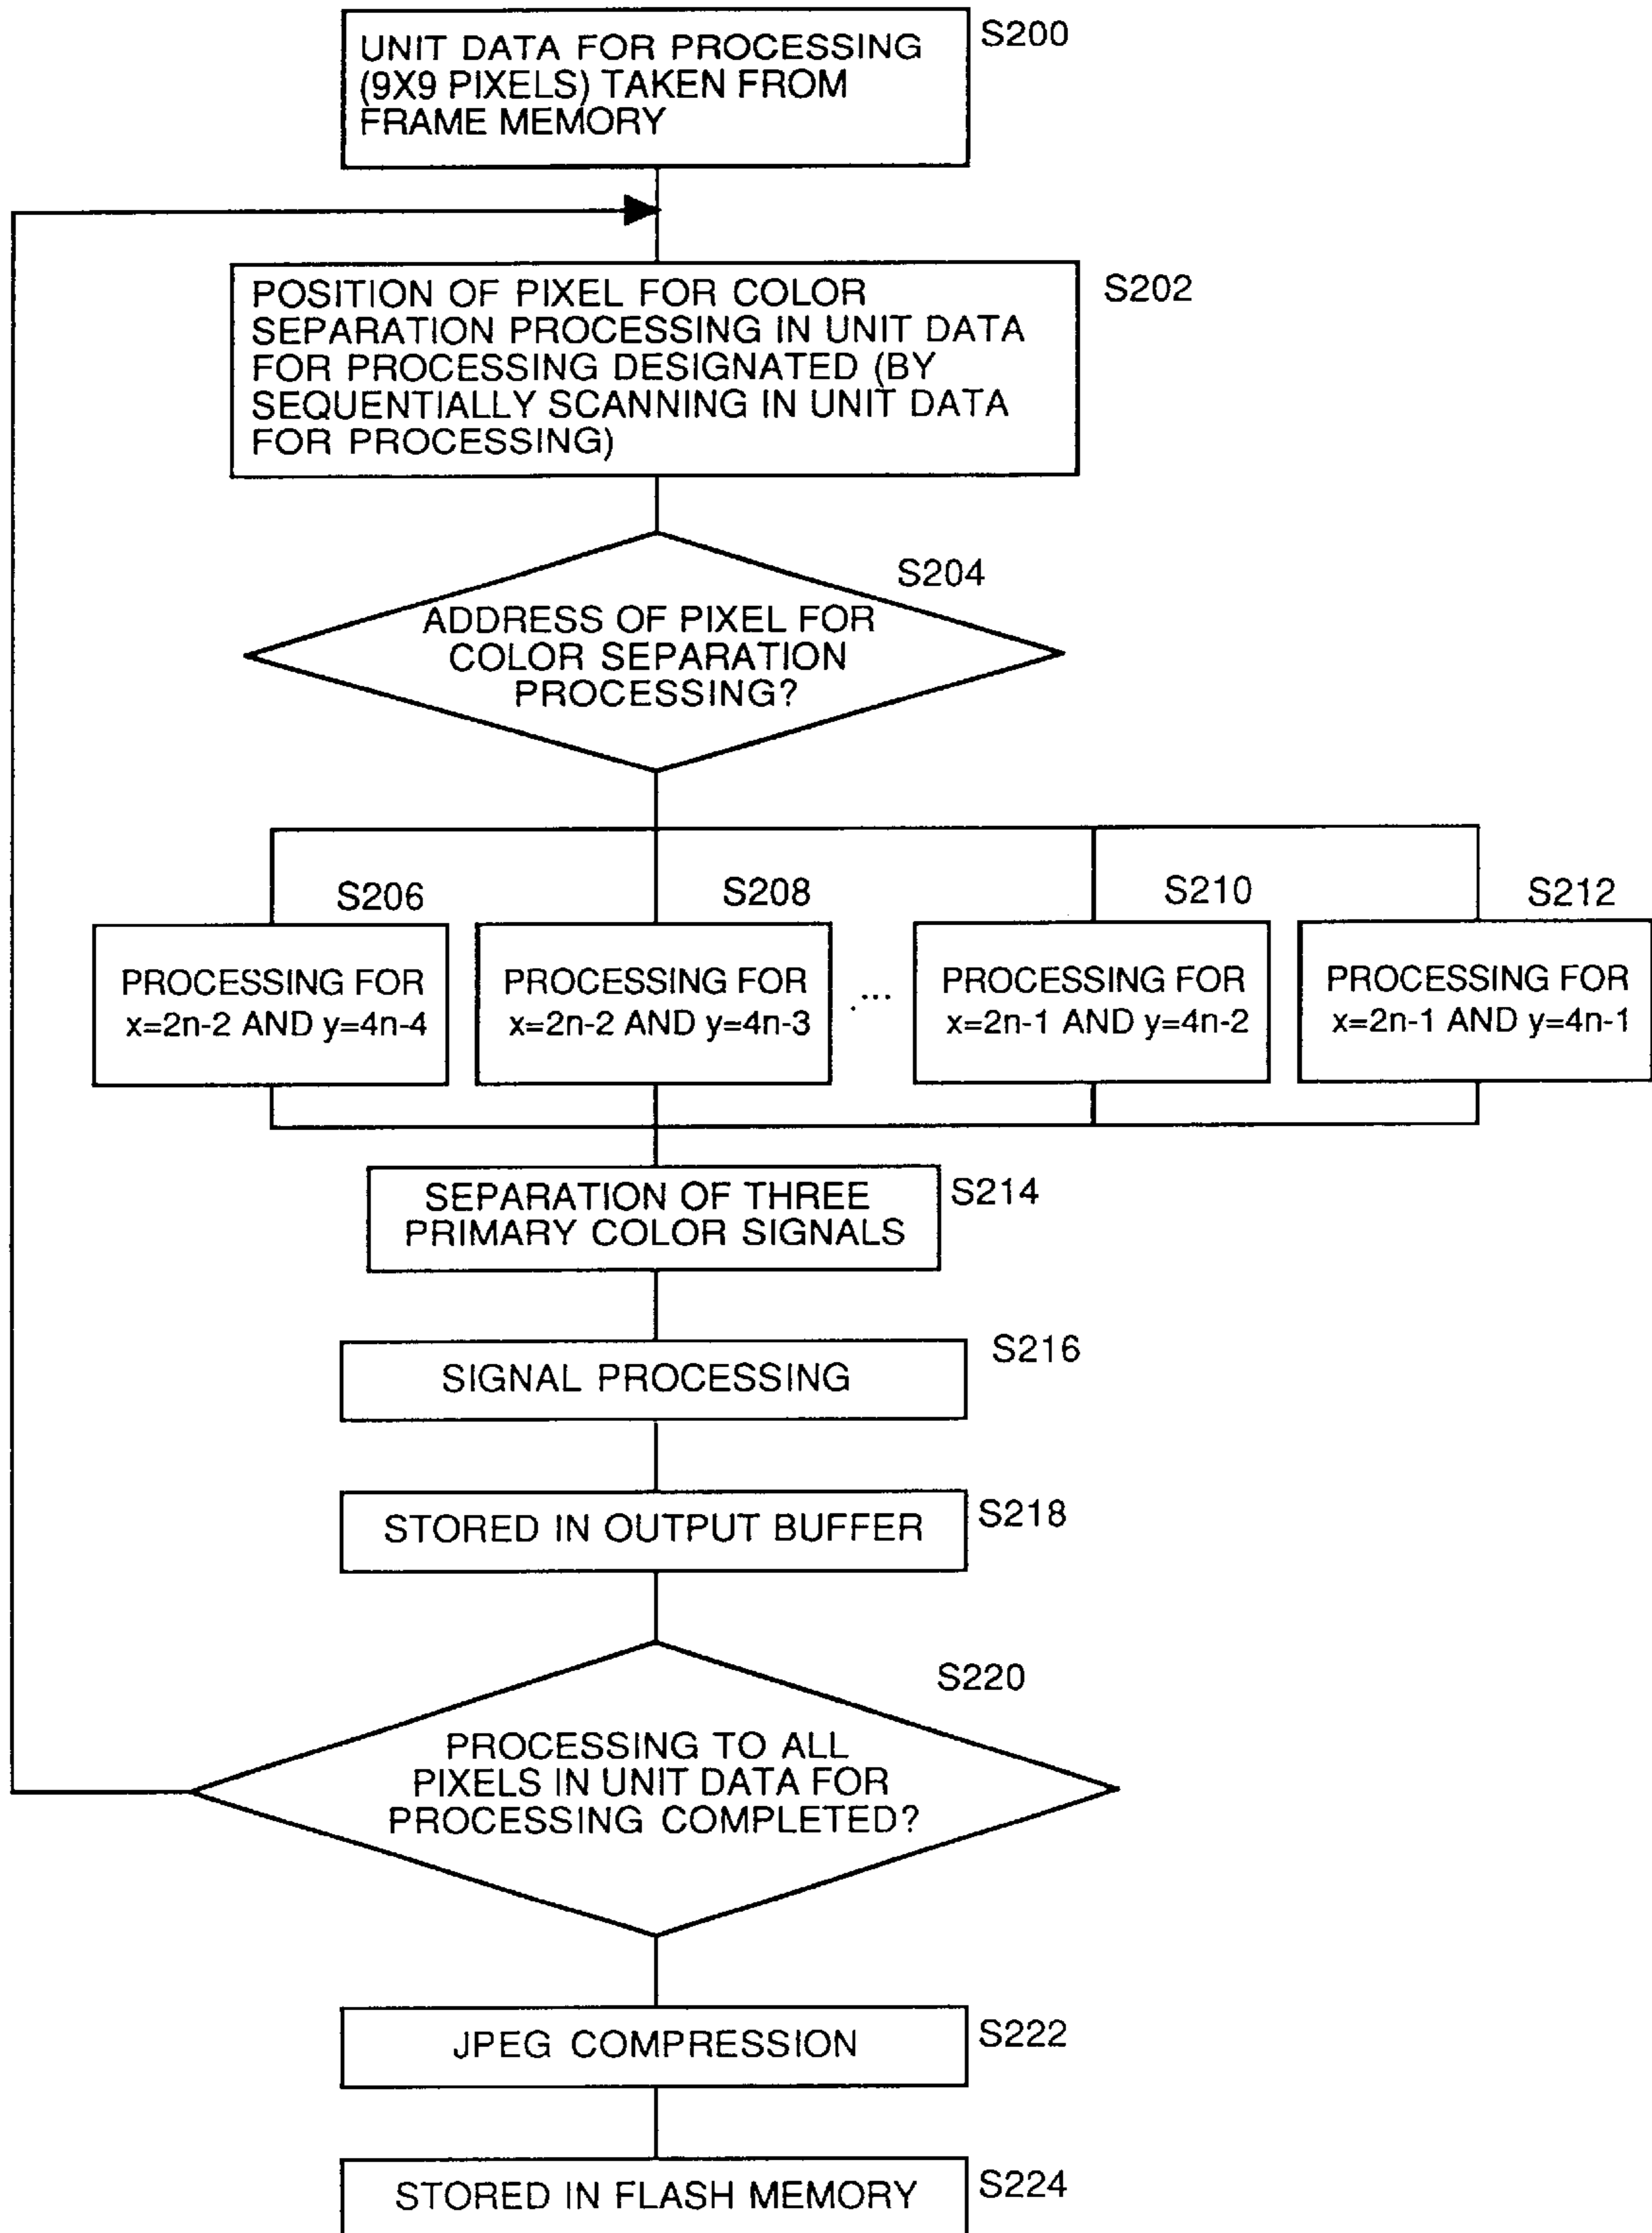 UNIT DATA FOR PROCESSING
(9X9 PIXELS) TAKEN FROM
FRAME MEMORY
S200
POSITION OF PIXEL FOR COLOR
SEPARATION PROCESSING IN UNIT DATA
FOR PROCESSING DESIGNATED (BY
SEQUENTIALLY SCANNING IN UNIT DATA
FOR PROCESSING)
S202
S204
ADDRESS OF PIXEL FOR
COLOR SEPARATION
PROCESSING?
S206
PROCESSING FOR
x=2n-2 AND y=4n-4
S208
PROCESSING FOR
x=2n-2 AND y=4n-3
....
S210
PROCESSING FOR
x=2n-1 AND y=4n-2
S212
PROCESSING FOR
x=2n-1 AND y=4n-1
SEPARATION OF THREE
PRIMARY COLOR SIGNALS
S214
SIGNAL PROCESSING
S216
STORED IN OUTPUT BUFFER
S218
S220
PROCESSING TO ALL
PIXELS IN UNIT DATA FOR
PROCESSING COMPLETED?
JPEG COMPRESSION
S222
STORED IN FLASH MEMORY
S224